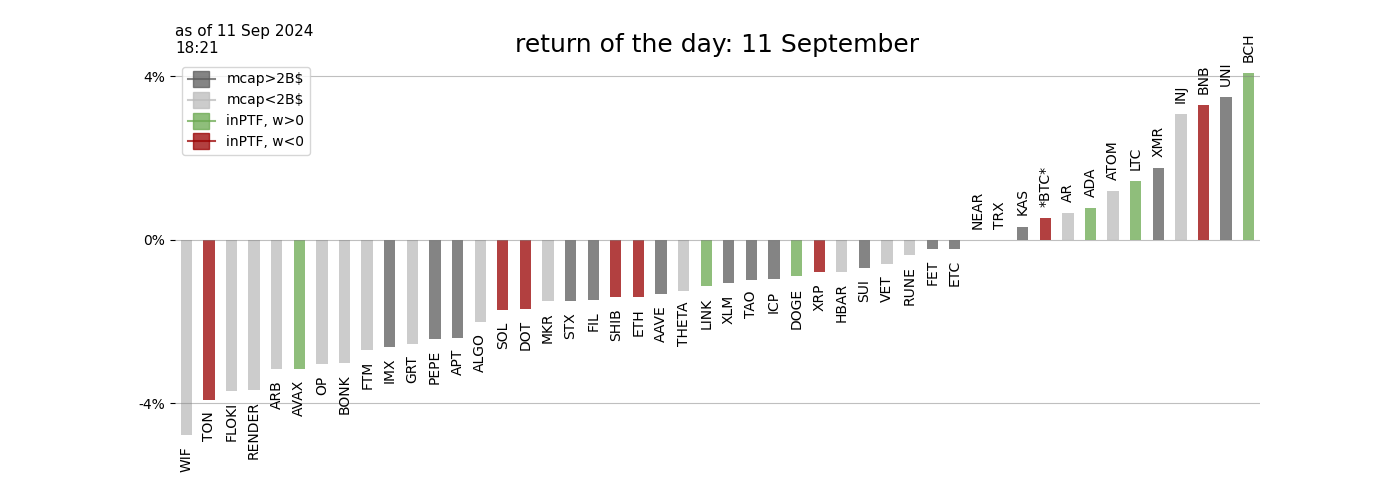 as of 11 Sep 2024
18:21
return of the day: 11 September
mcap>2B$
mcap<2B$
inPTF, w>0
inPTF, w<0
4%
0%
-4%
WIF
TON
FLOKI
RENDER
ARB
AVAX
OP
BONK
FTM
IMX
GRT
PEPE
APT
ALGO
SOL
DOT
MKR
STX
FIL
SHIB
ETH
AAVE
THETA
LINK
XLM
TAO
ICP
DOGE
XRP
HBAR
SUI
VET
RUNE
FET
ETC
NEAR
TRX
KAS
*BTC*
AR
ADA
ATOM
LTC
XMR
INJ
BNB
UNI
BCH